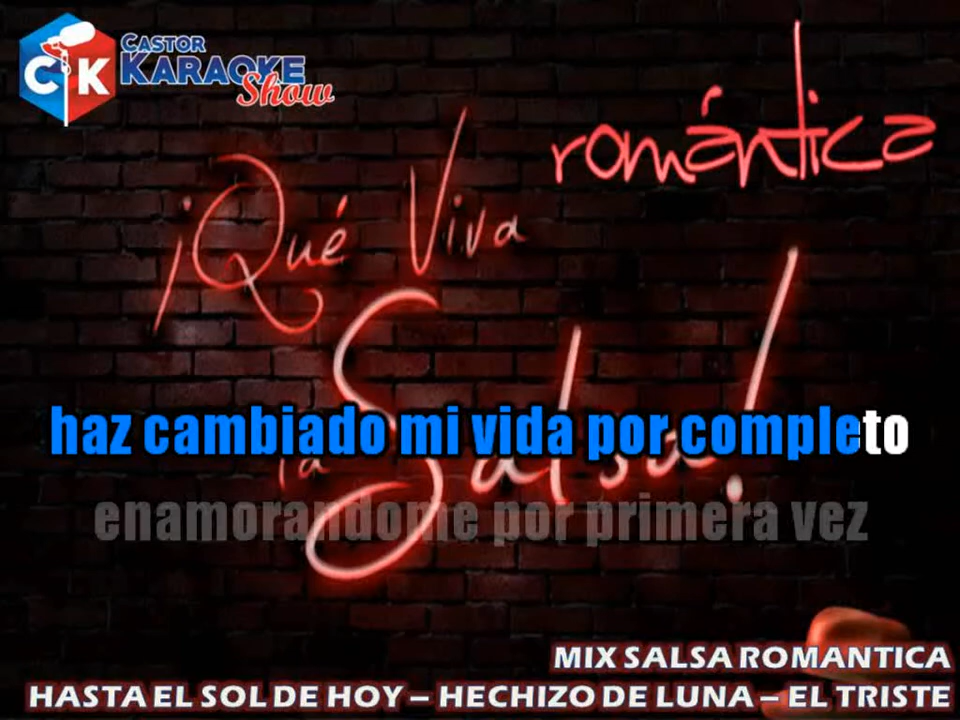 CK
CASTOR
KARAOKE
Show
romántica
¡Qué Viva
la
Salsa!
haz cambiado mi vida por completo
enamorandome por primera vez
MIX SALSA ROMANTICA
HASTA EL SOL DE HOY – HECHIZO DE LUNA – EL TRISTE